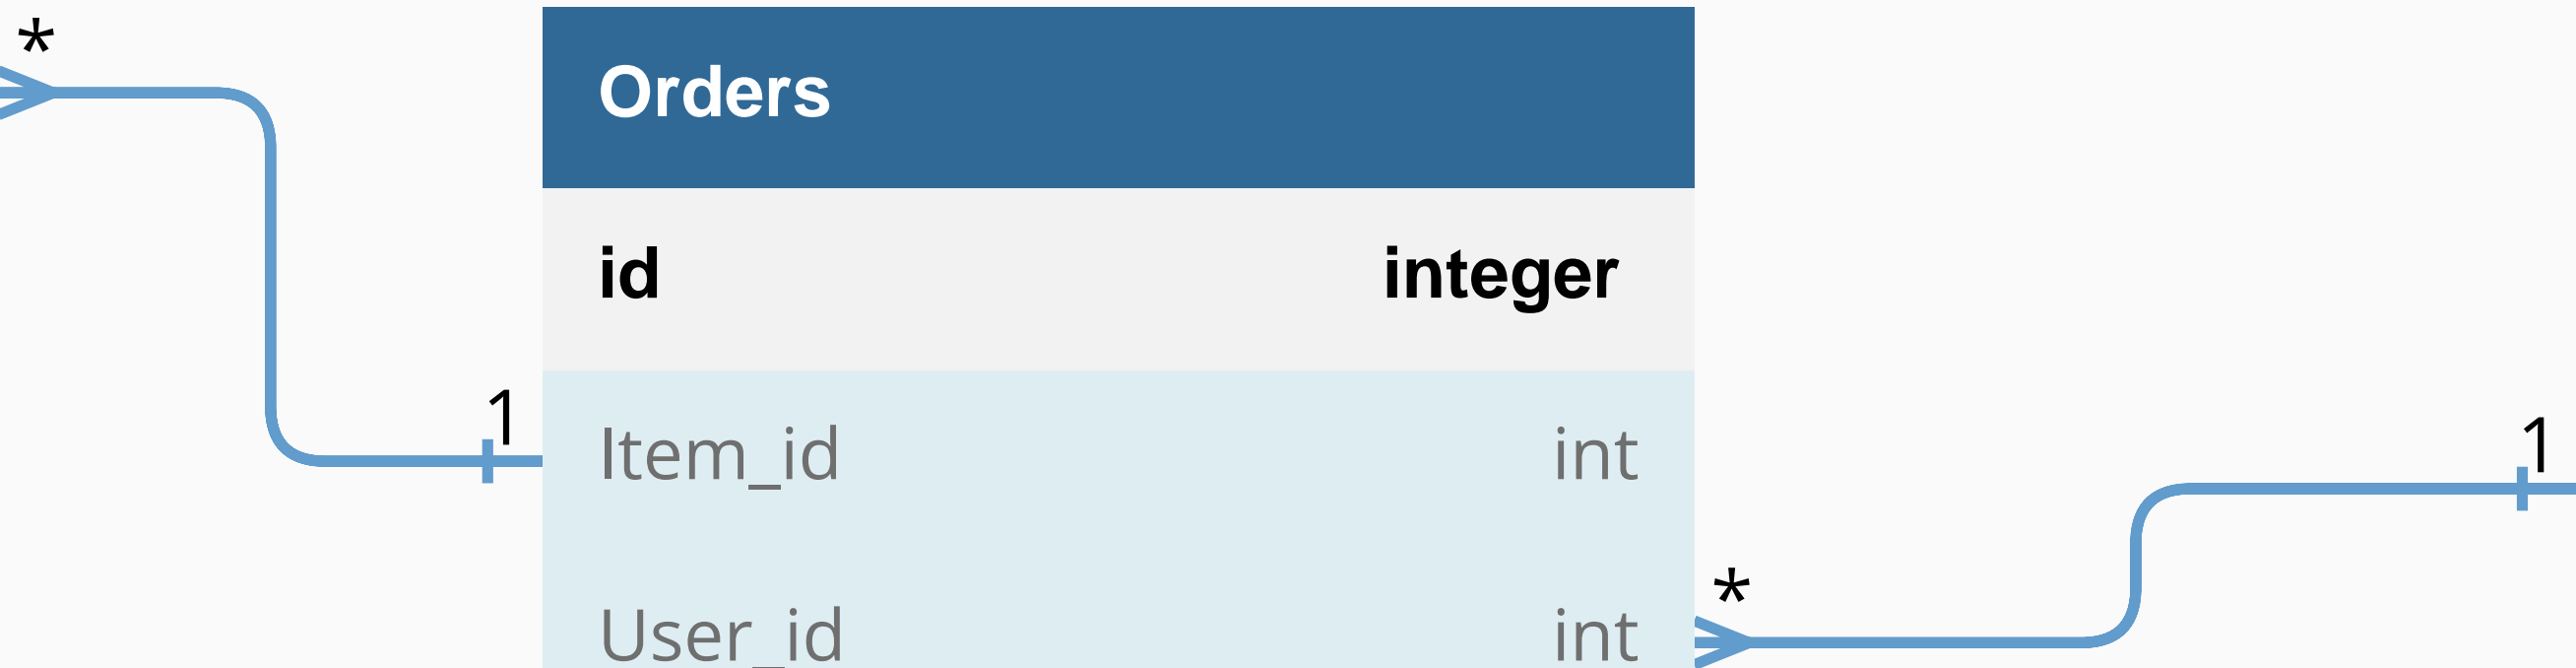 *
Orders
id integer
1
Item_id int
1
*
User_id int